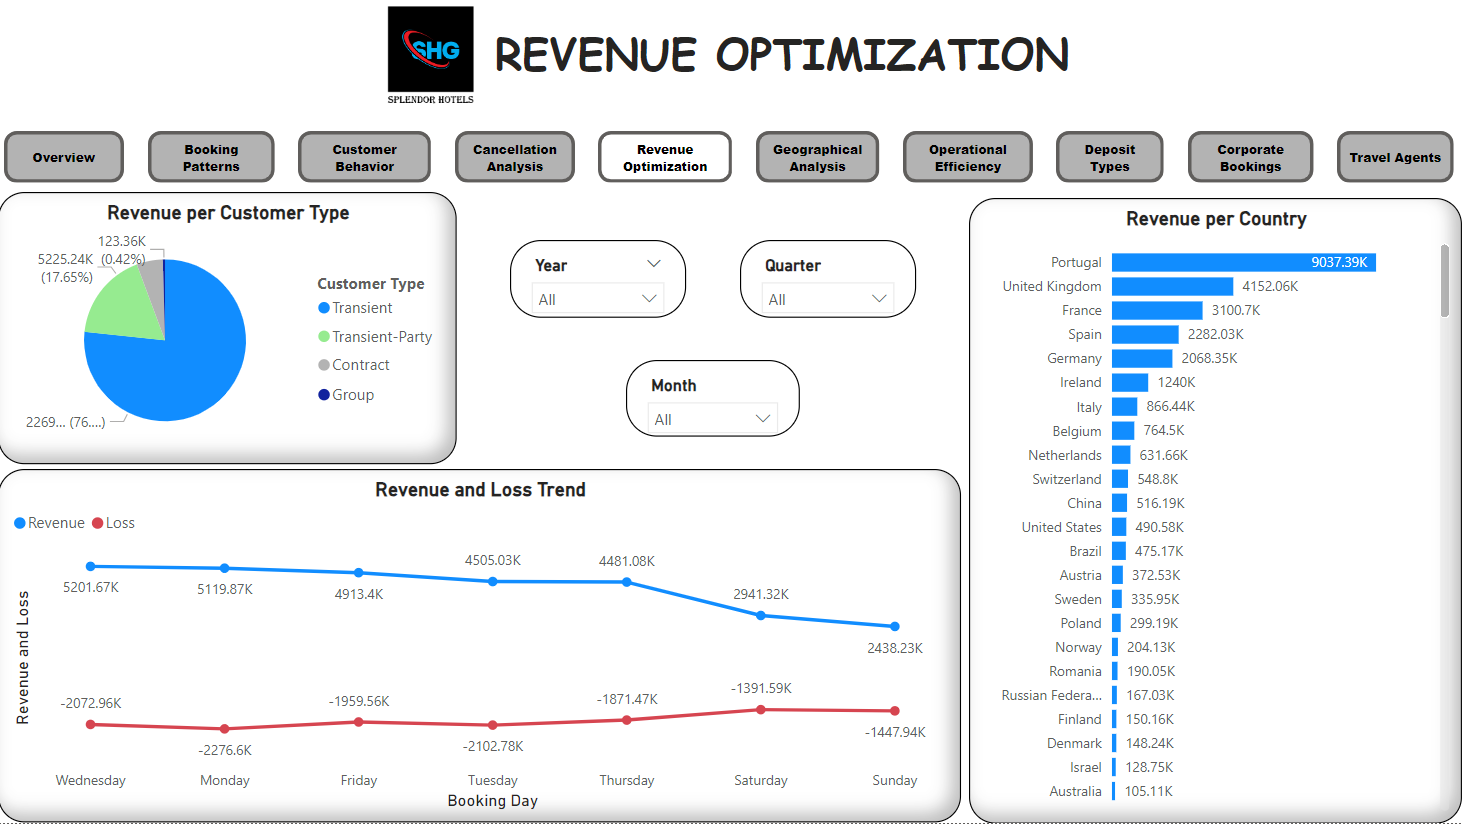 SHG
SPLENDOR HOTELS
REVENUE OPTIMIZATION
Overview
Booking
Patterns
Customer
Behavior
Cancellation
Analysis
Revenue
Optimization
Geographical
Analysis
Operational
Efficiency
Deposit
Types
Corporate
Bookings
Travel Agents
Revenue per Customer Type
123.36K
(0.42%)
5225.24K
(17.65%)
2269... (76....)
Customer Type
Transient
Transient-Party
Contract
Group
Year
All
Quarter
All
Month
All
Revenue per Country
Portugal 9037.39K
United Kingdom 4152.06K
France 3100.7K
Spain 2282.03K
Germany 2068.35K
Ireland 1240K
Italy 866.44K
Belgium 764.5K
Netherlands 631.66K
Switzerland 548.8K
China 516.19K
United States 490.58K
Brazil 475.17K
Austria 372.53K
Sweden 335.95K
Poland 299.19K
Norway 204.13K
Romania 190.05K
Russian Federa... 167.03K
Finland 150.16K
Denmark 148.24K
Israel 128.75K
Australia 105.11K
Revenue and Loss Trend
Revenue Loss
Revenue and Loss
5201.67K 5119.87K 4913.4K 4505.03K 4481.08K 2941.32K 2438.23K
-2072.96K -2276.6K -1959.56K -2102.78K -1871.47K -1391.59K -1447.94K
Wednesday Monday Friday Tuesday Thursday Saturday Sunday
Booking Day